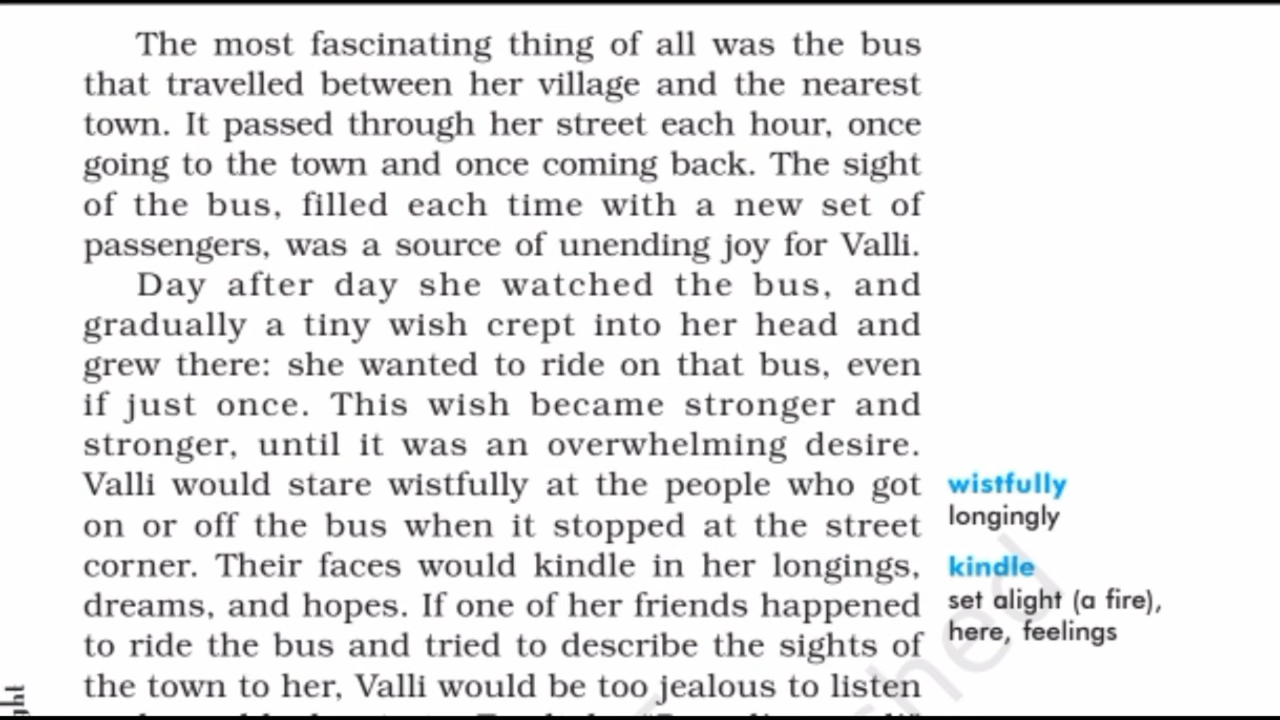 The most fascinating thing of all was the bus
that travelled between her village and the nearest
town. It passed through her street each hour, once
going to the town and once coming back. The sight
of the bus, filled each time with a new set of
passengers, was a source of unending joy for Valli.
Day after day she watched the bus, and
gradually a tiny wish crept into her head and
grew there: she wanted to ride on that bus, even
if just once. This wish became stronger and
stronger, until it was an overwhelming desire.
Valli would stare wistfully at the people who got
on or off the bus when it stopped at the street
corner. Their faces would kindle in her longings,
dreams, and hopes. If one of her friends happened
to ride the bus and tried to describe the sights of
the town to her, Valli would be too jealous to listen
wistfully
longingly
kindle
set alight (a fire),
here, feelings